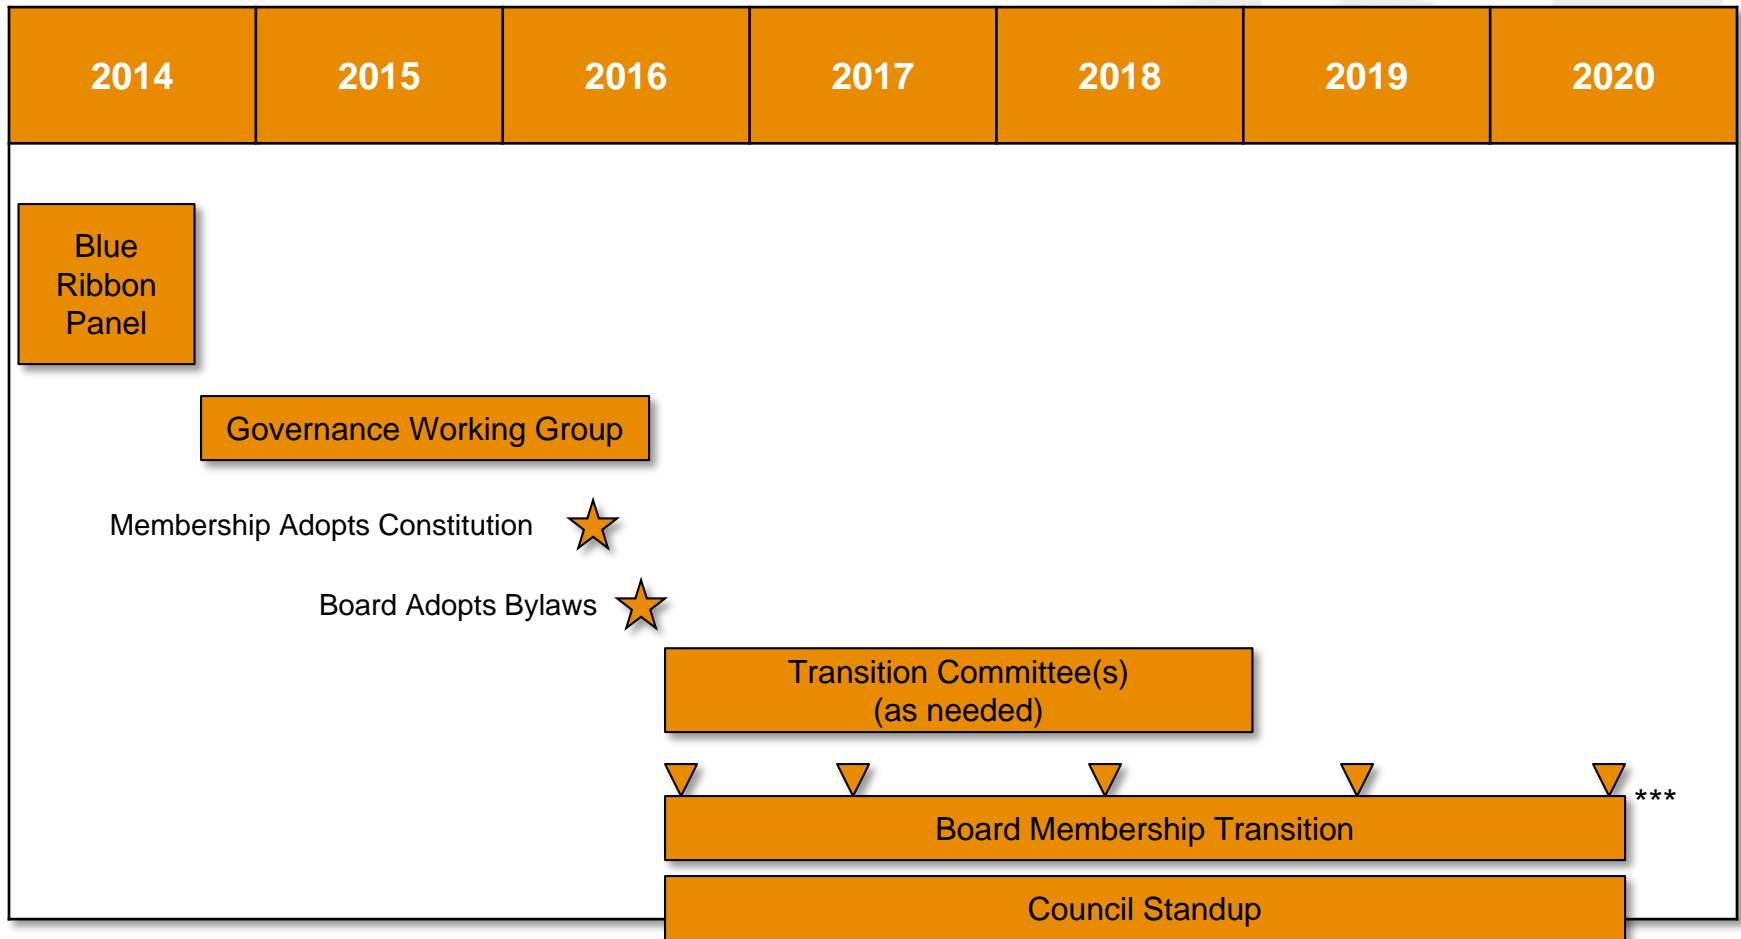 2014 2015 2016 2017 2018 2019 2020
Blue
Ribbon
Panel
Governance Working Group
Membership Adopts Constitution
Board Adopts Bylaws
Transition Committee(s)
(as needed)
***
Board Membership Transition
Council Standup